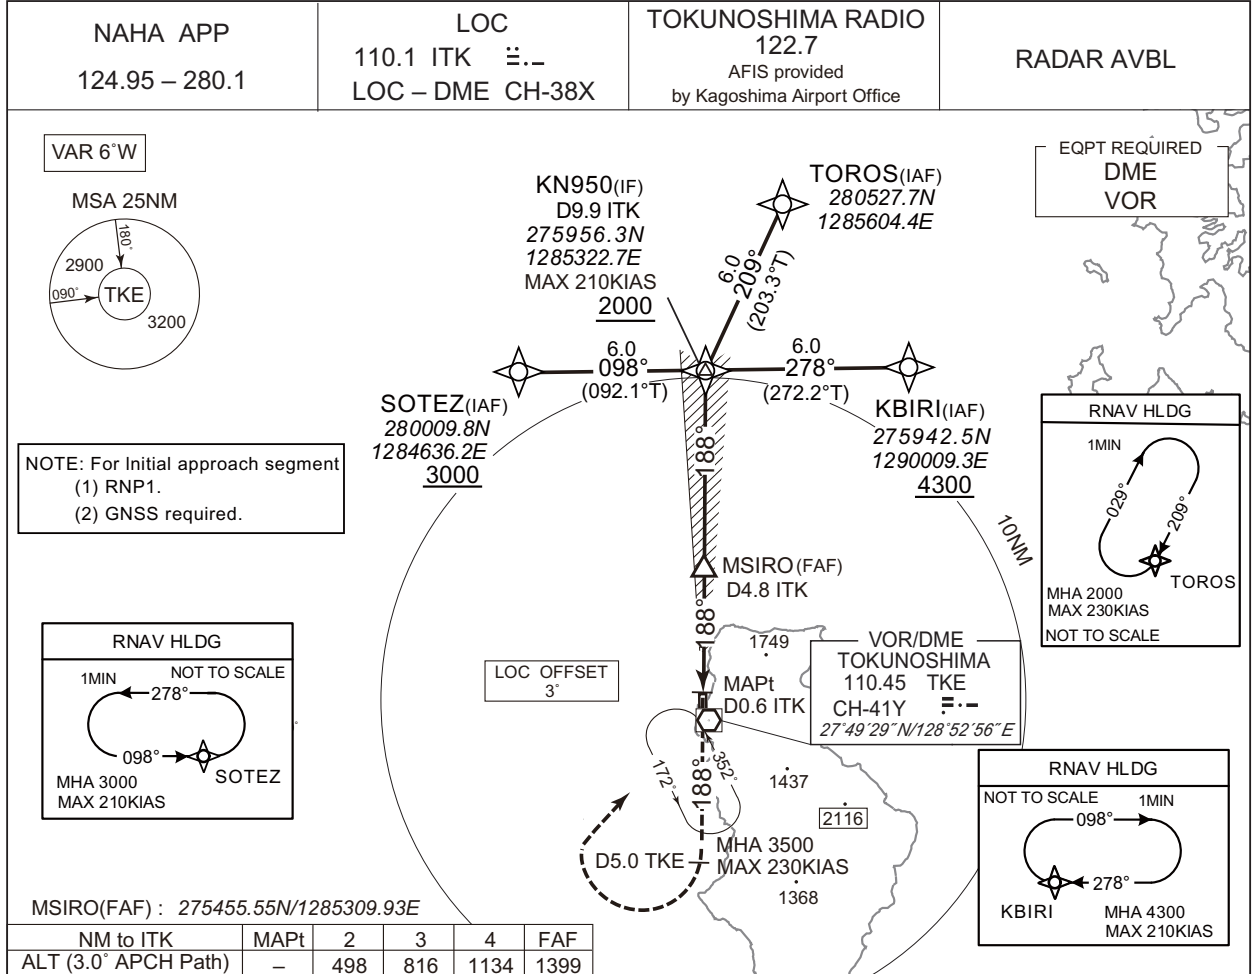 NAHA APP
124.95 – 280.1
LOC
110.1 ITK
LOC – DME CH-38X
TOKUNOSHIMA RADIO
122.7
AFIS provided
by Kagoshima Airport Office
RADAR AVBL
VAR 6°W
MSA 25NM
180°
2900
090°
TKE
3200
KN950(IF)
D9.9 ITK
275956.3N
1285322.7E
MAX 210KIAS
2000
TOROS(IAF)
280527.7N
1285604.4E
EQPT REQUIRED
DME
VOR
6.0
209°
(203.3°T)
6.0
098°
(092.1°T)
6.0
278°
(272.2°T)
SOTEZ(IAF)
280009.8N
1284636.2E
3000
KBIRI(IAF)
275942.5N
1290009.3E
4300
188°
10NM
NOTE: For Initial approach segment
(1) RNP1.
(2) GNSS required.
RNAV HLDG
1MIN
029°
209°
TOROS
MHA 2000
MAX 230KIAS
NOT TO SCALE
MSIRO(FAF)
D4.8 ITK
188°
RNAV HLDG
NOT TO SCALE
1MIN
278°
098°
SOTEZ
MHA 3000
MAX 210KIAS
LOC OFFSET
3°
1749
MAPt
D0.6 ITK
VOR/DME
TOKUNOSHIMA
110.45 TKE
CH-41Y
27°49′29″N/128°52′56″E
172°
352°
188°
1437
2116
D5.0 TKE
MHA 3500
MAX 230KIAS
1368
RNAV HLDG
NOT TO SCALE
1MIN
098°
278°
KBIRI
MHA 4300
MAX 210KIAS
MSIRO(FAF) : 275455.55N/1285309.93E
NM to ITK MAPt 2 3 4 FAF
ALT (3.0° APCH Path) – 498 816 1134 1399